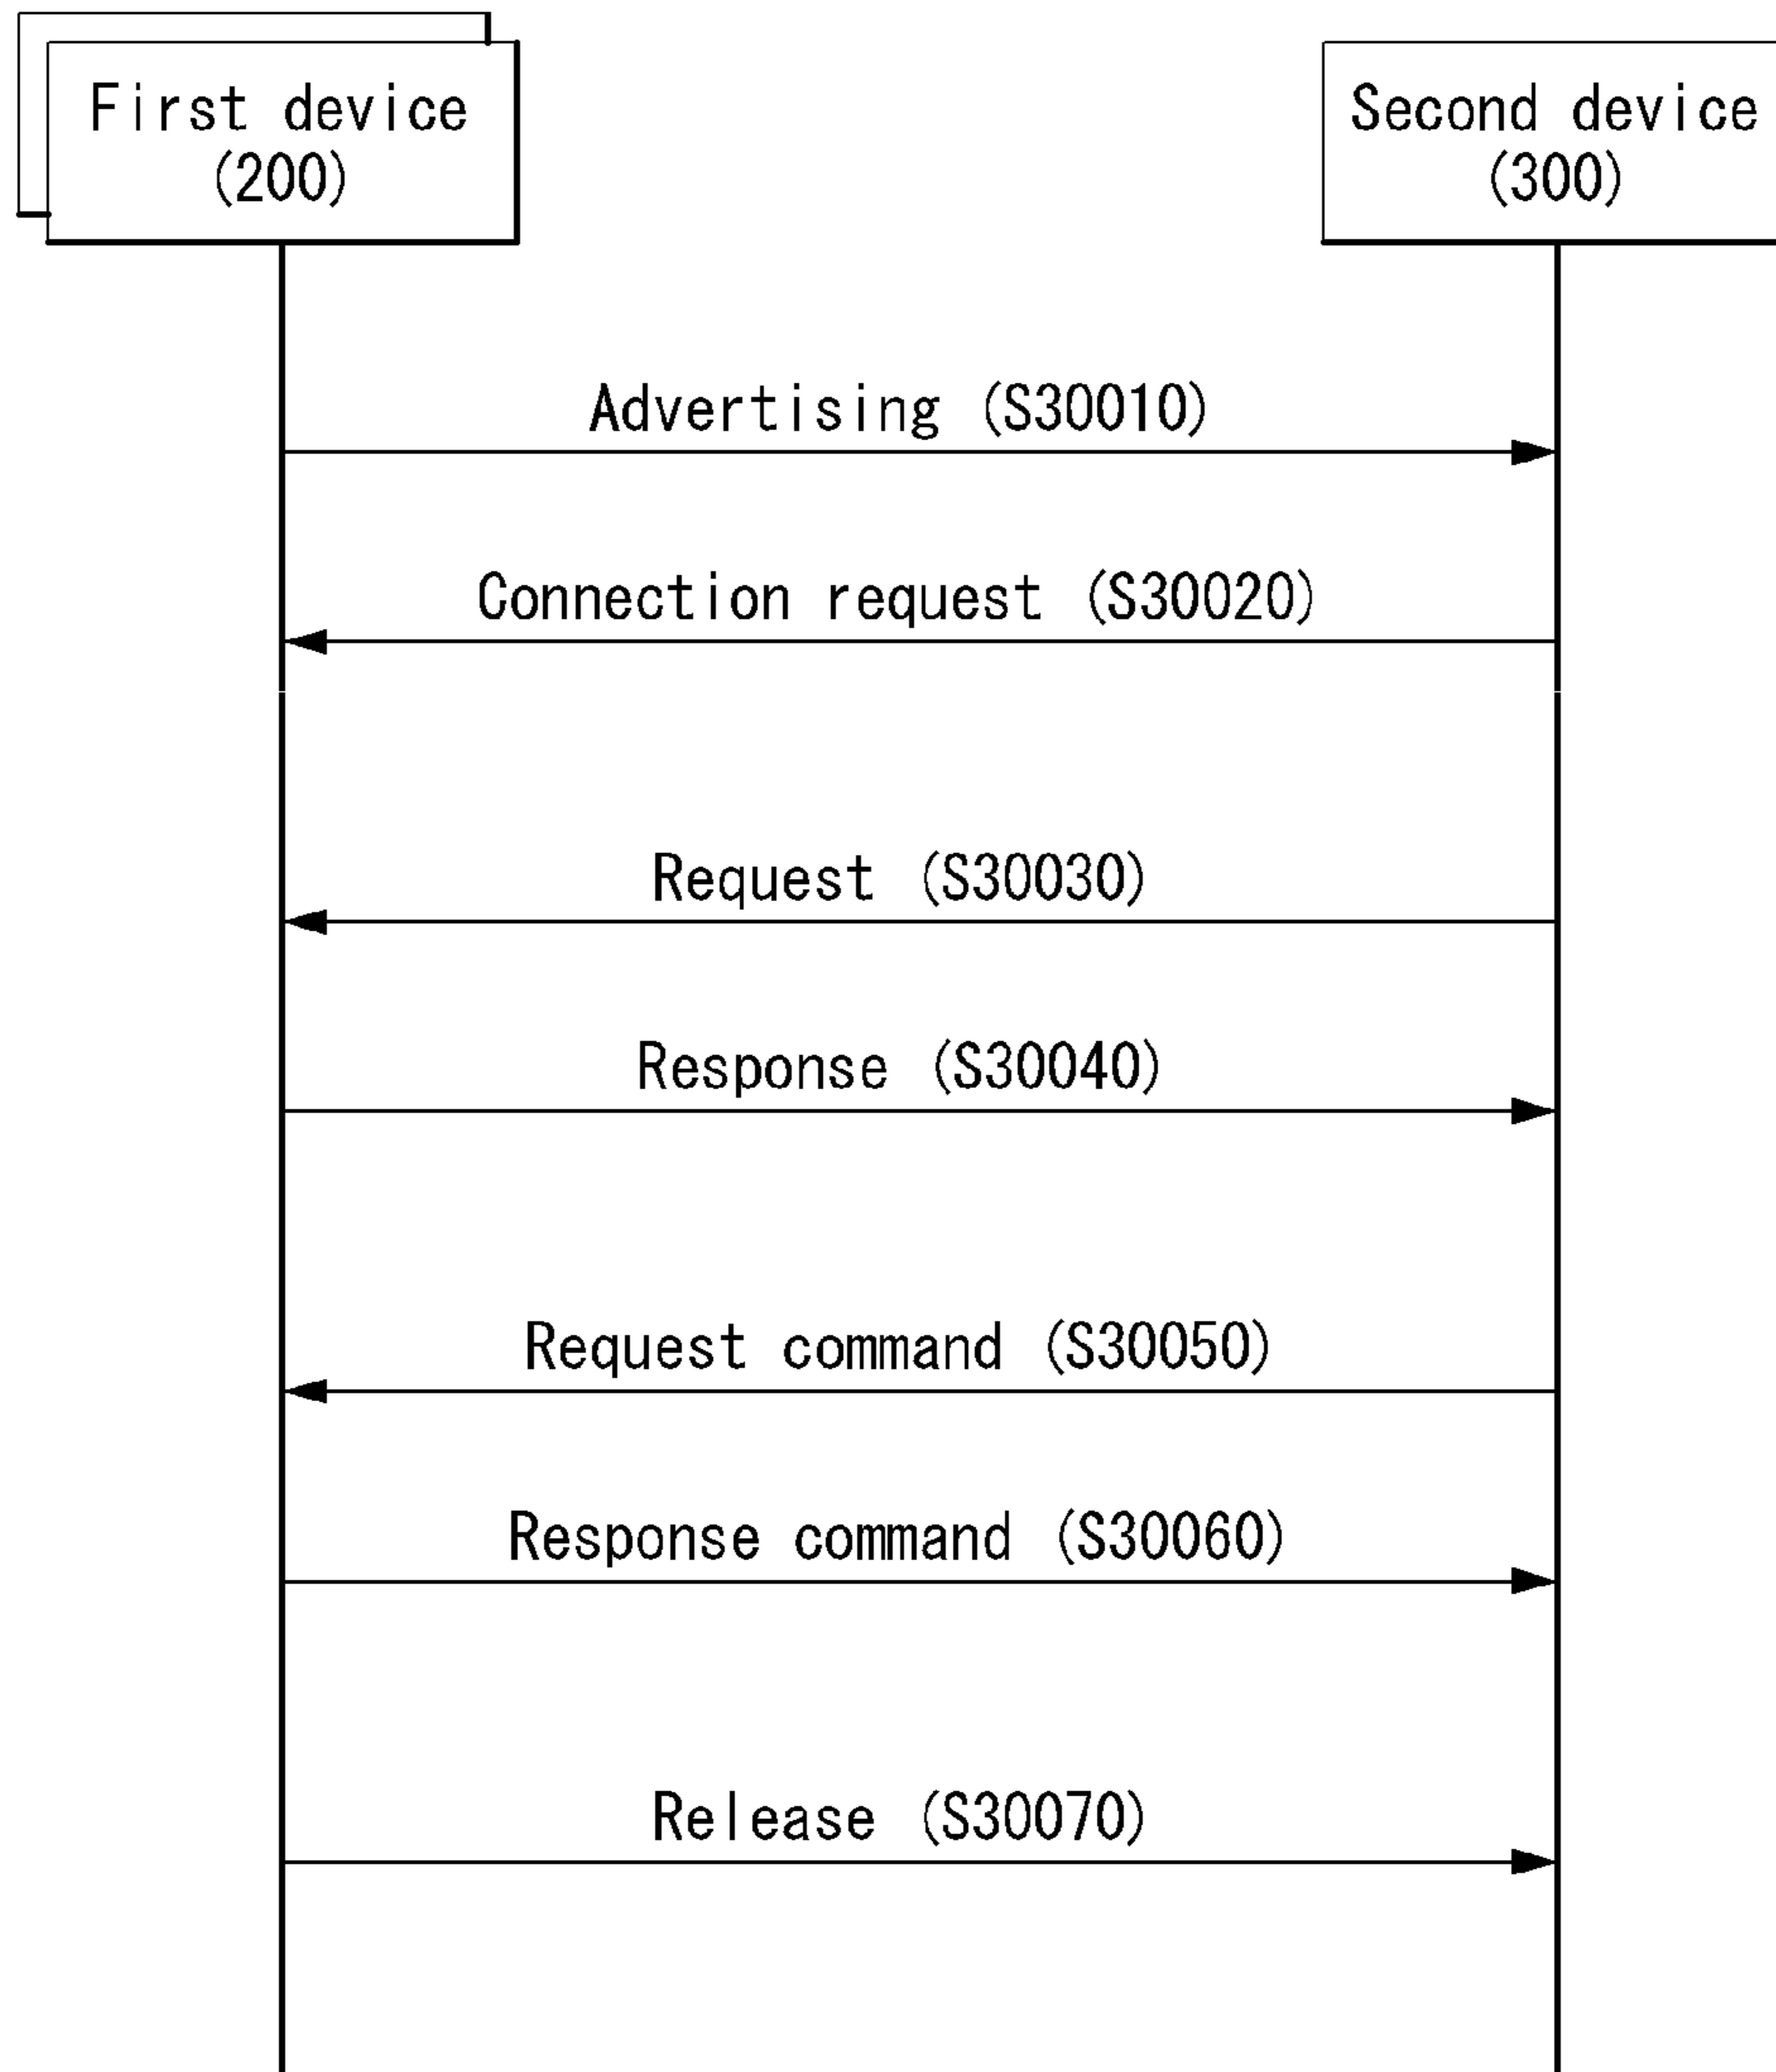 First device
(200)
Second device
(300)
Advertising (S30010)
Connection request (S30020)
Request (S30030)
Response (S30040)
Request command (S30050)
Response command (S30060)
Release (S30070)